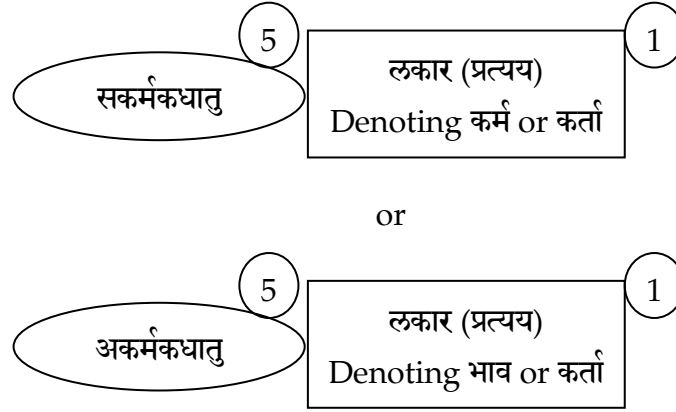 5
1
सकर्मकधातु
लकार (प्रत्यय)
Denoting कर्म or कर्ता
or
5
1
अकर्मकधातु
लकार (प्रत्यय)
Denoting भाव or कर्ता